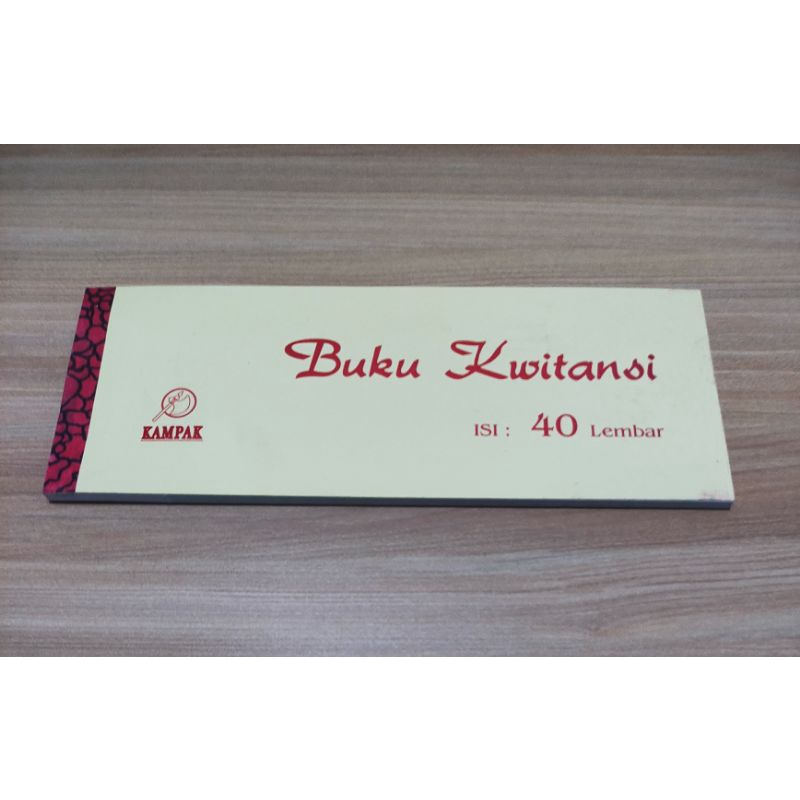 Buku Kwitansi
ISI : 40 Lembar
KAMPAK